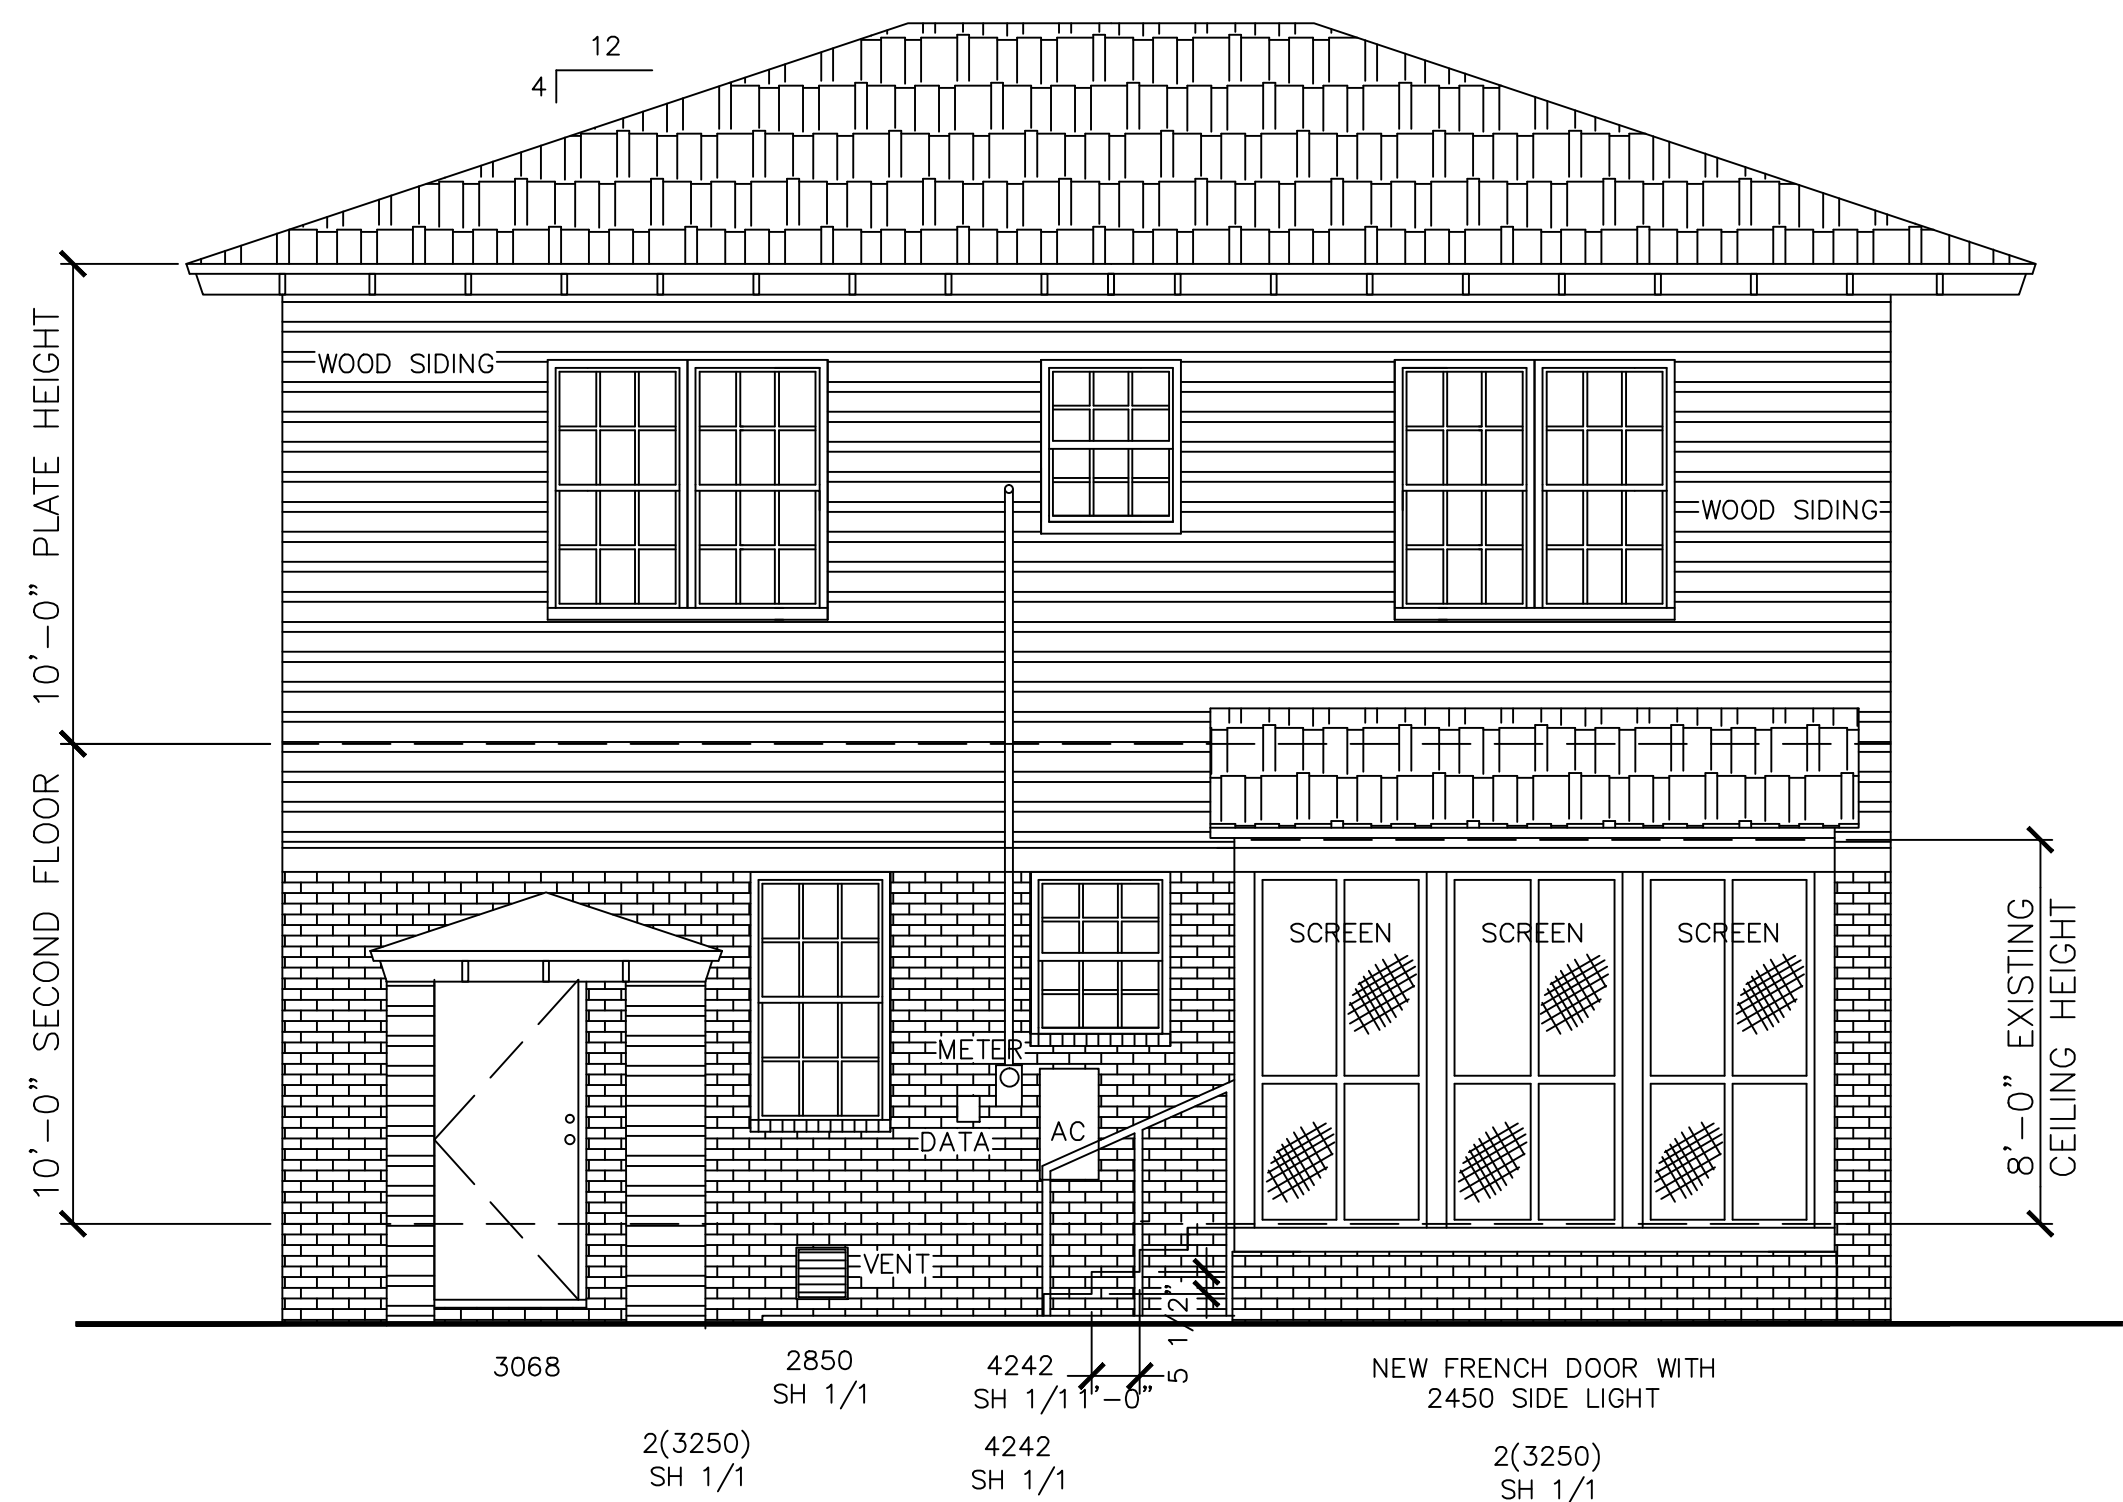 12
4
10'-0" PLATE HEIGHT
WOOD SIDING
WOOD SIDING
10'-0" SECOND FLOOR
SCREEN
SCREEN
SCREEN
METER
DATA
AC
VENT
8'-0" EXISTING
CEILING HEIGHT
5 1/2"
1'-0"
3068
2850
SH 1/1
4242
SH 1/1
NEW FRENCH DOOR WITH
2450 SIDE LIGHT
2(3250)
SH 1/1
4242
SH 1/1
2(3250)
SH 1/1